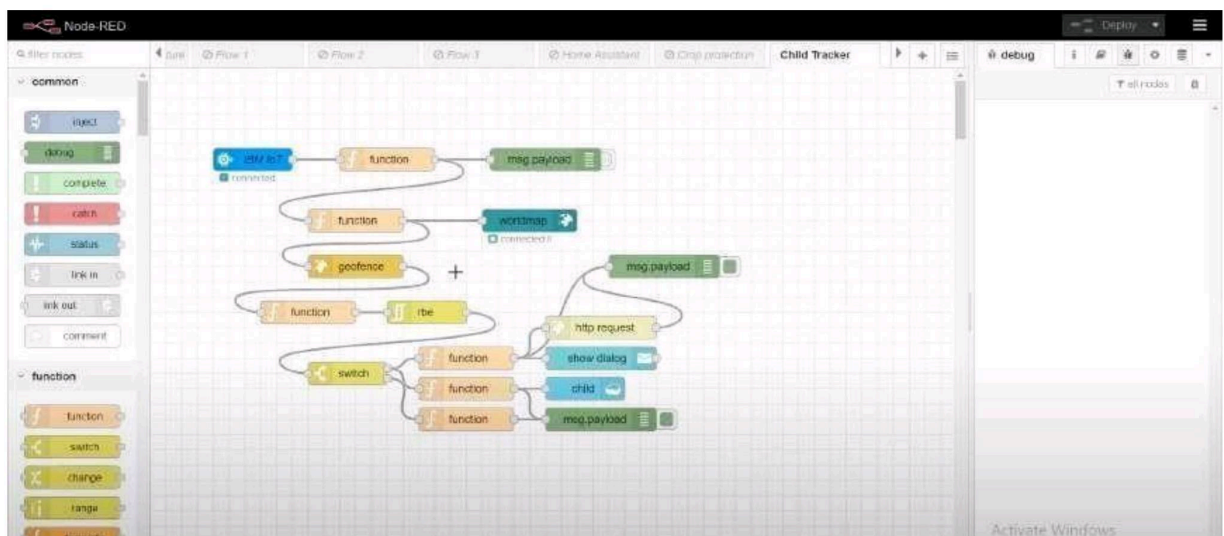 Node-RED
Deploy
filter nodes
Flow 1
Flow 2
Flow 3
Home Assistant
Crop protection
Child Tracker
debug
all nodes
common
inject
debug
complete
catch
status
link in
link out
comment
function
function
switch
change
range
IBM IoT
connected
function
msg.payload
function
worldmap
connected
geofence
msg.payload
function
rbe
http request
switch
function
show dialog
function
child
function
msg.payload
Activate Windows